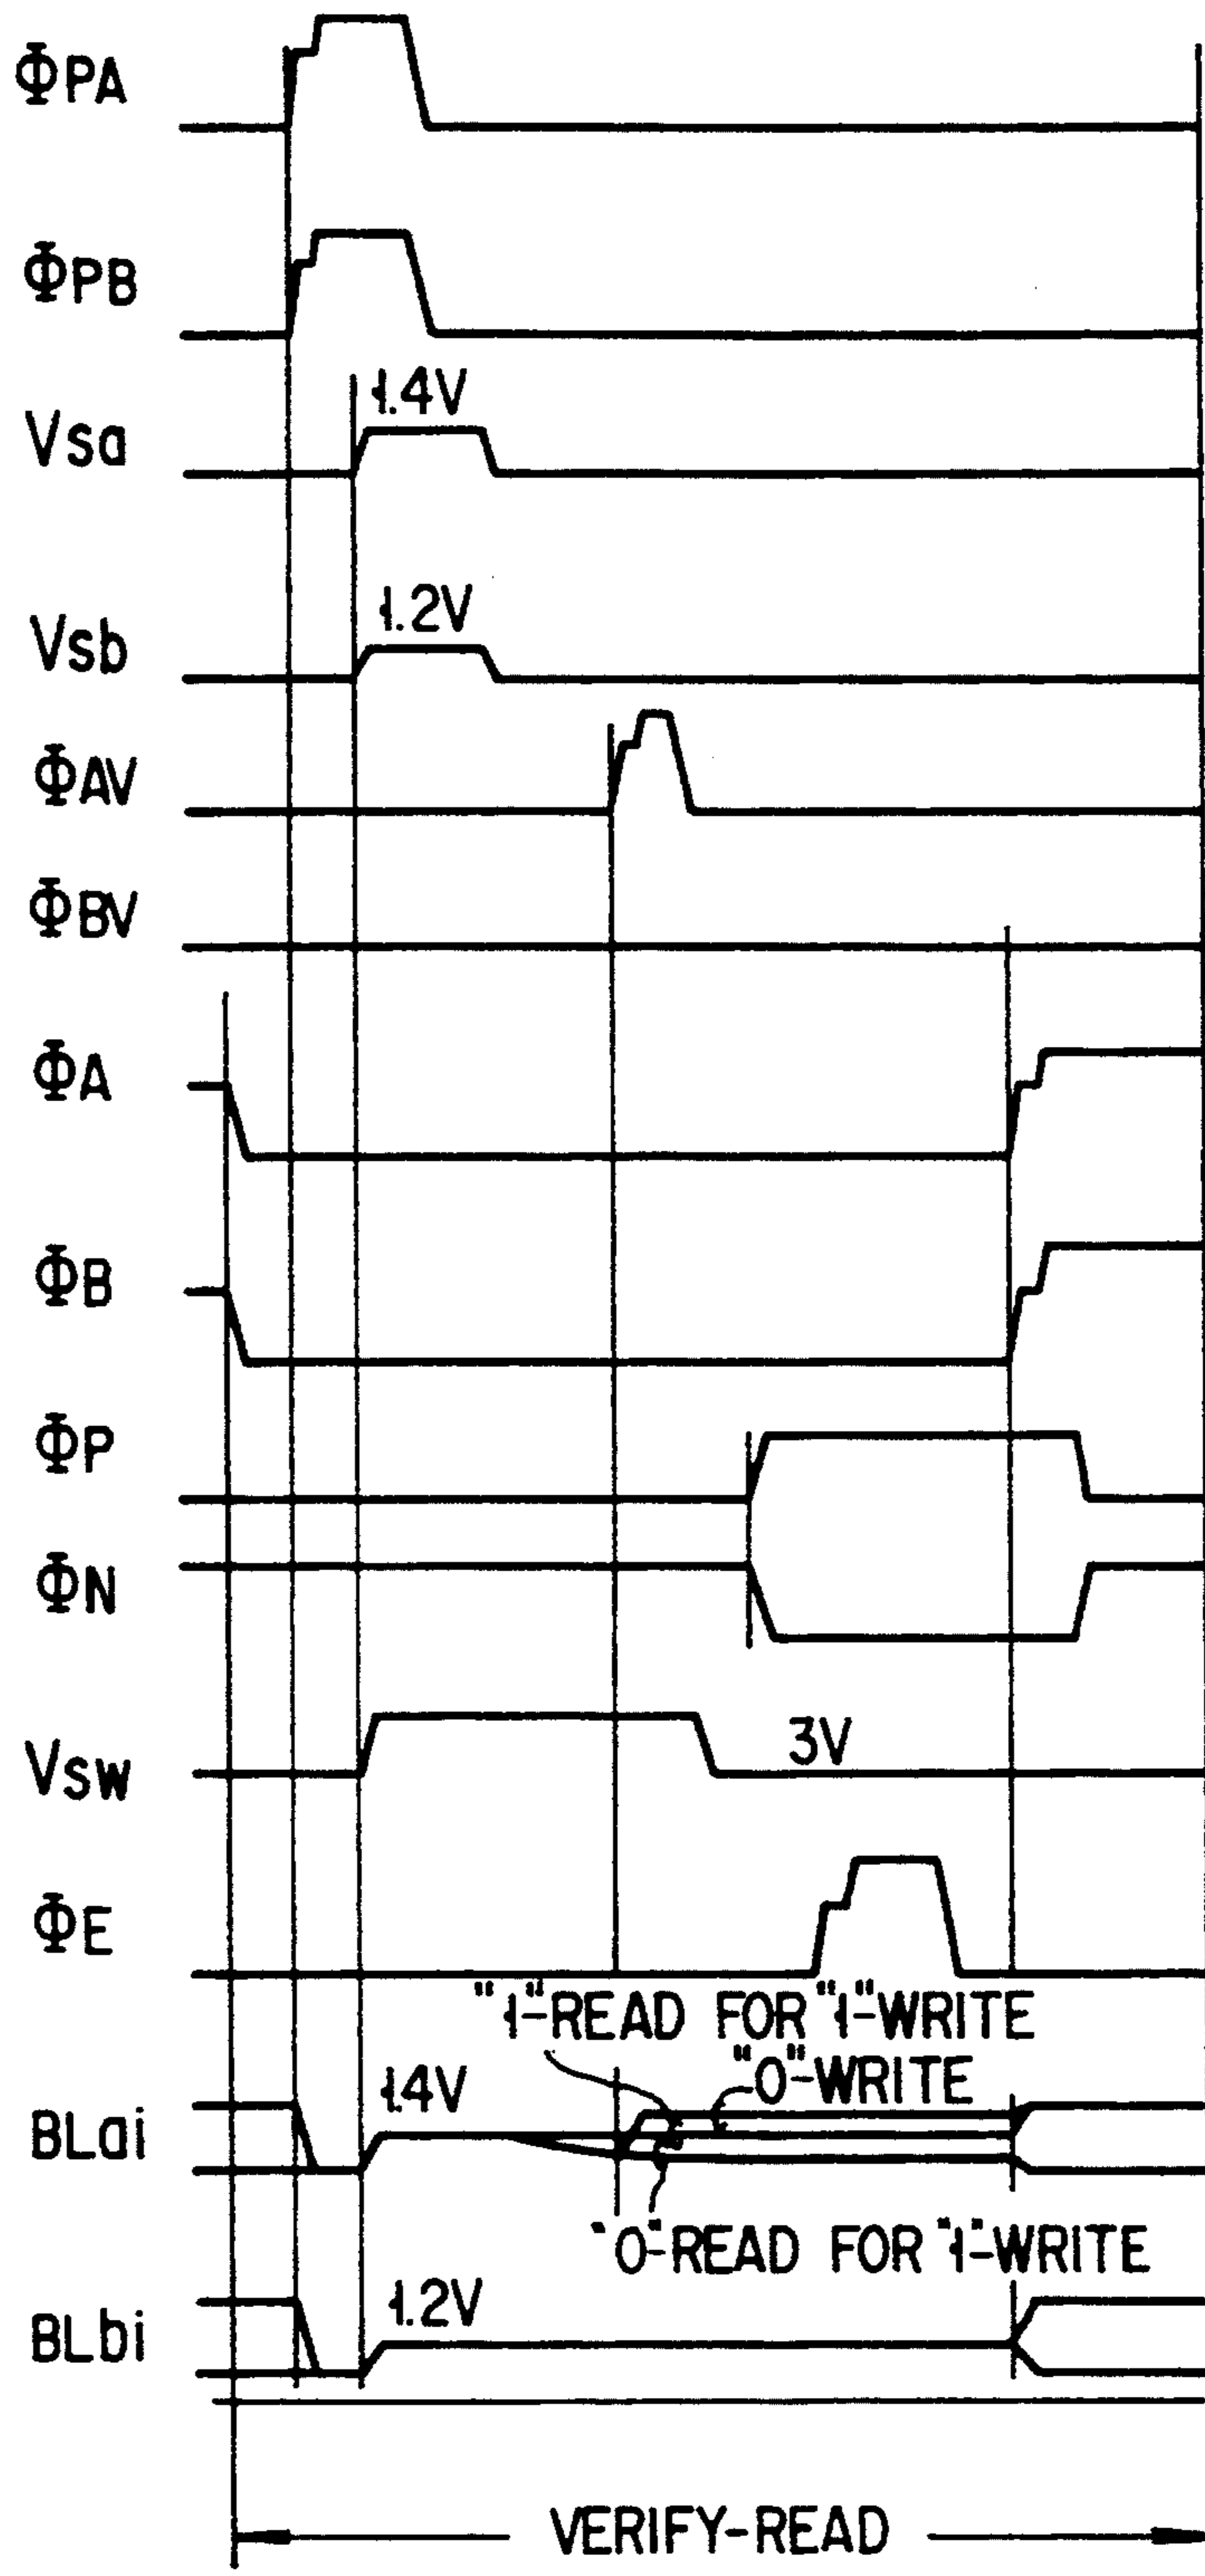 ΦPA
ΦPB
1.4V
Vsa
1.2V
Vsb
ΦAV
ΦBV
ΦA
ΦB
ΦP
ΦN
3V
Vsw
ΦE
"1"-READ FOR "1"-WRITE
"0"-WRITE
1.4V
BLai
"0"-READ FOR "1"-WRITE
1.2V
BLbi
VERIFY-READ